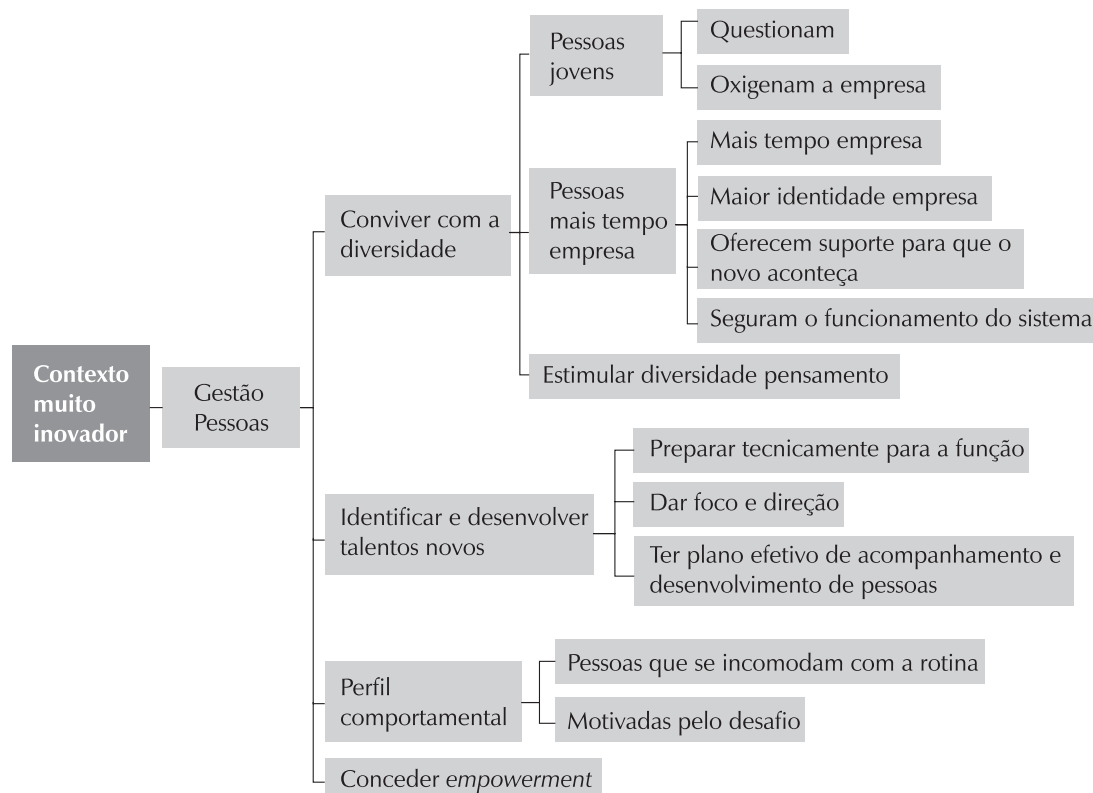 Contexto
muito
inovador
Gestão
Pessoas
Conviver com a
diversidade
Pessoas
jovens
Questionam
Oxigenam a empresa
Pessoas
mais tempo
empresa
Mais tempo empresa
Maior identidade empresa
Oferecem suporte para que o
novo aconteça
Seguram o funcionamento do sistema
Estimular diversidade pensamento
Identificar e desenvolver
talentos novos
Preparar tecnicamente para a função
Dar foco e direção
Ter plano efetivo de acompanhamento e
desenvolvimento de pessoas
Perfil
comportamental
Pessoas que se incomodam com a rotina
Motivadas pelo desafio
Conceder empowerment